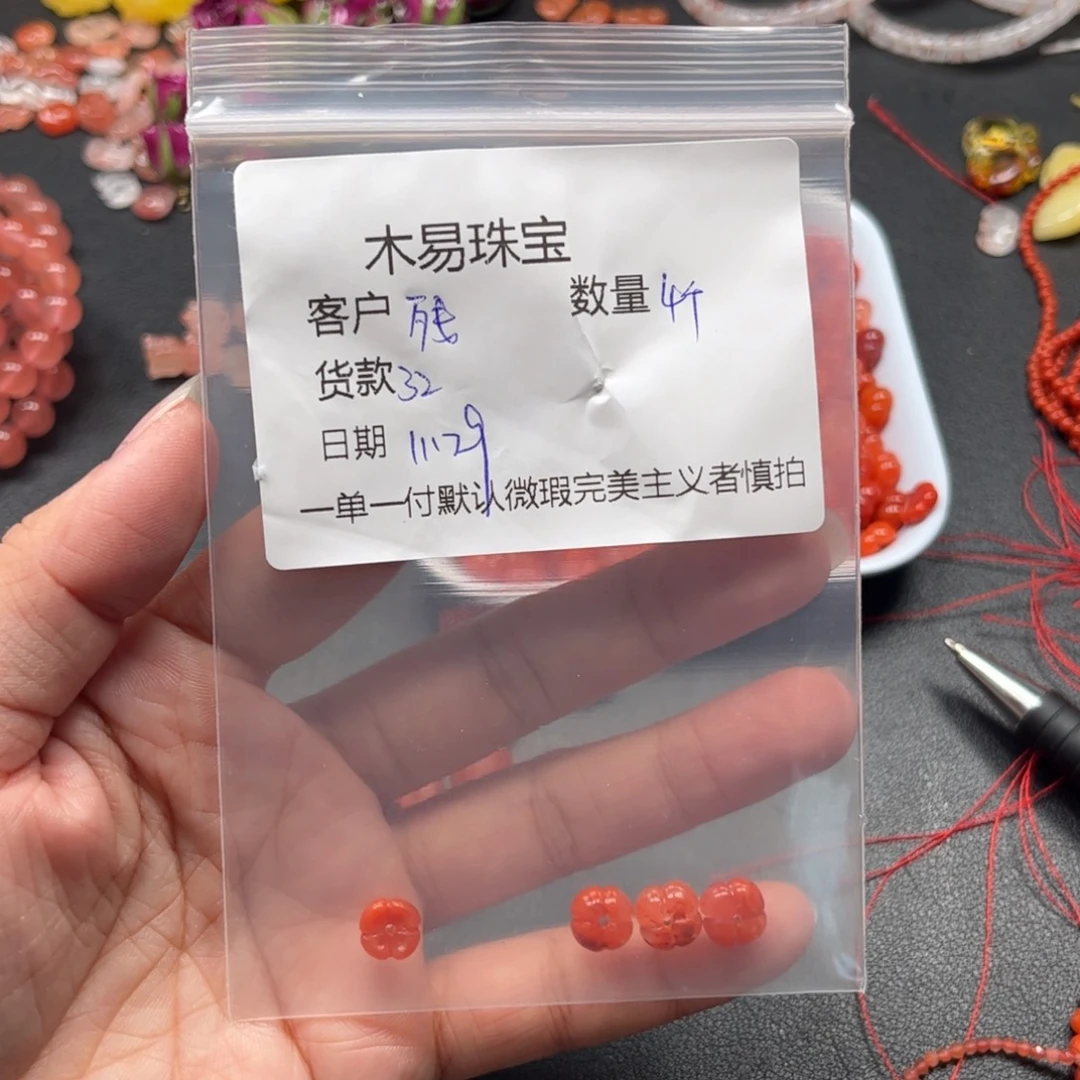 木易珠宝
客户 数量 4个
货款 32
日期 11.29
一单一付默认微瑕完美主义者慎拍